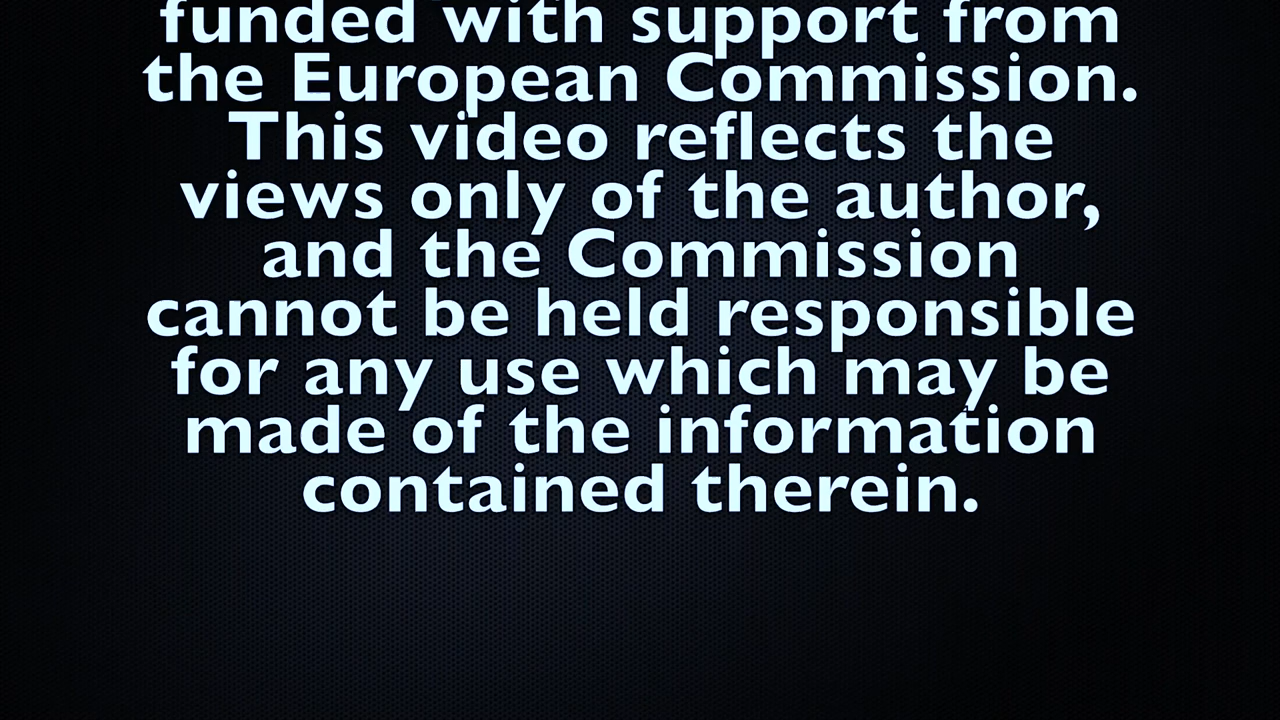 funded with support from
the European Commission.
This video reflects the
views only of the author,
and the Commission
cannot be held responsible
for any use which may be
made of the information
contained therein.